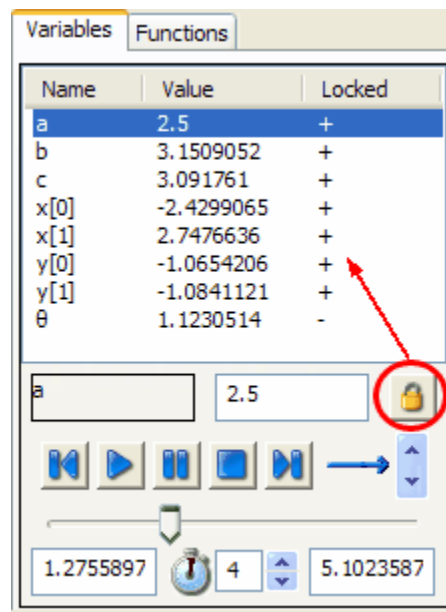 Variables Functions
Name Value Locked
a 2.5 +
b 3.1509052 +
c 3.091761 +
x[0] -2.4299065 +
x[1] 2.7476636 +
y[0] -1.0654206 +
y[1] -1.0841121 +
θ 1.1230514 -
a 2.5
1.2755897 4 5.1023587